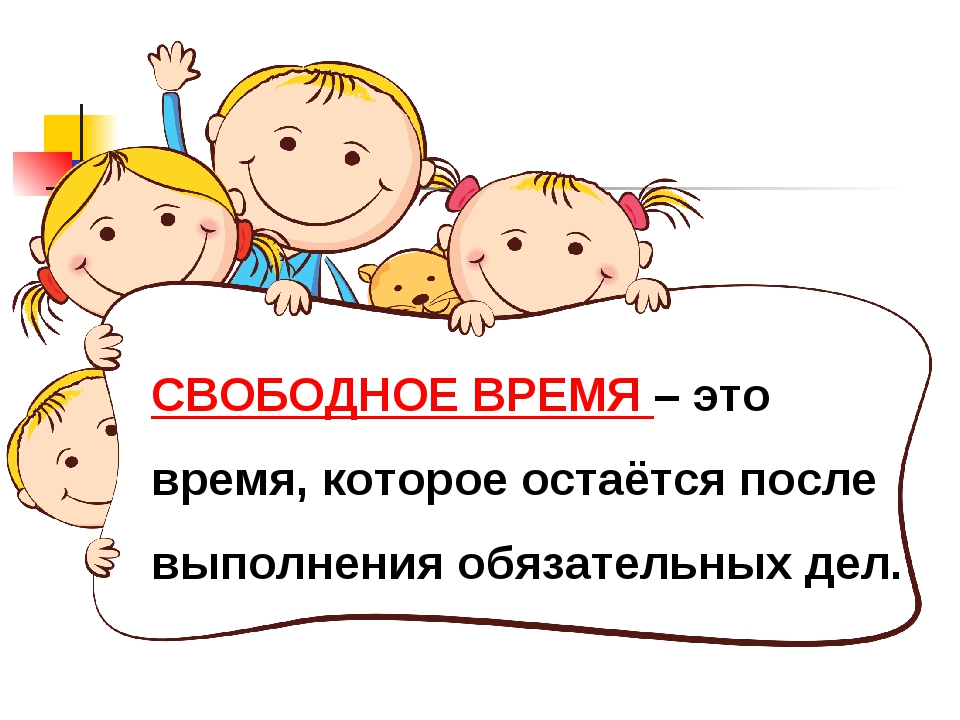 СВОБОДНОЕ ВРЕМЯ – это
время, которое остаётся после
выполнения обязательных дел.